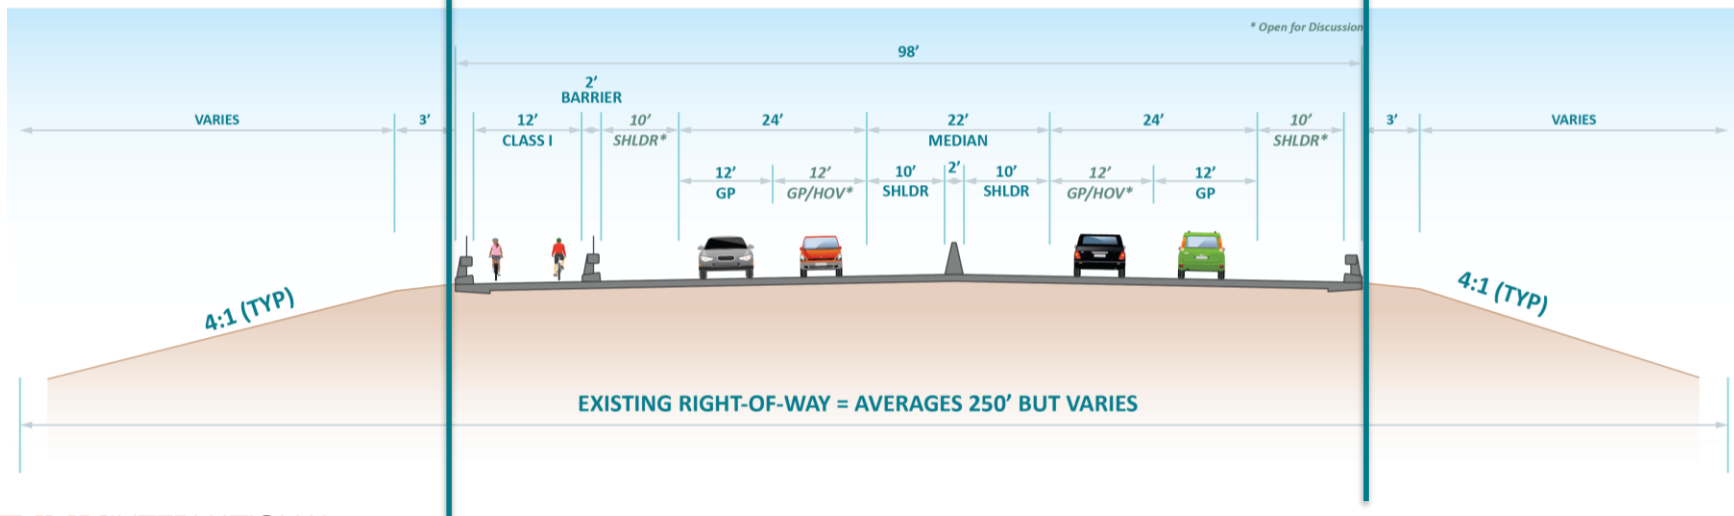 * Open for Discussion
98’
2’
BARRIER
VARIES
3’
12’
CLASS I
10’
SHLDR*
24’
22’
MEDIAN
24’
10’
SHLDR*
3’
VARIES
12’
GP
12’
GP/HOV*
10’
SHLDR
2’
10’
SHLDR
12’
GP/HOV*
12’
GP
4:1 (TYP)
4:1 (TYP)
EXISTING RIGHT-OF-WAY = AVERAGES 250’ BUT VARIES